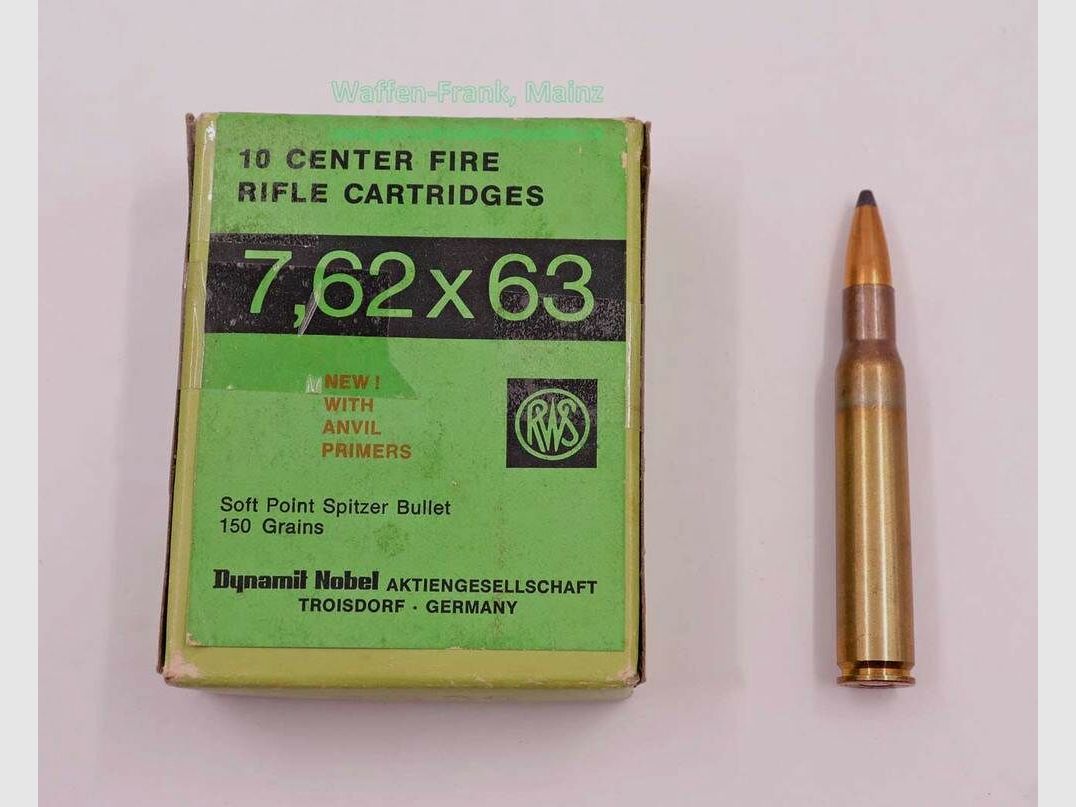 Waffen-Frank, Mainz
10 CENTER FIRE
RIFLE CARTRIDGES
7,62x63
NEW!
WITH
ANVIL
PRIMERS
RWS
Soft Point Spitzer Bullet
150 Grains
Dynamit Nobel AKTIENGESELLSCHAFT
TROISDORF · GERMANY